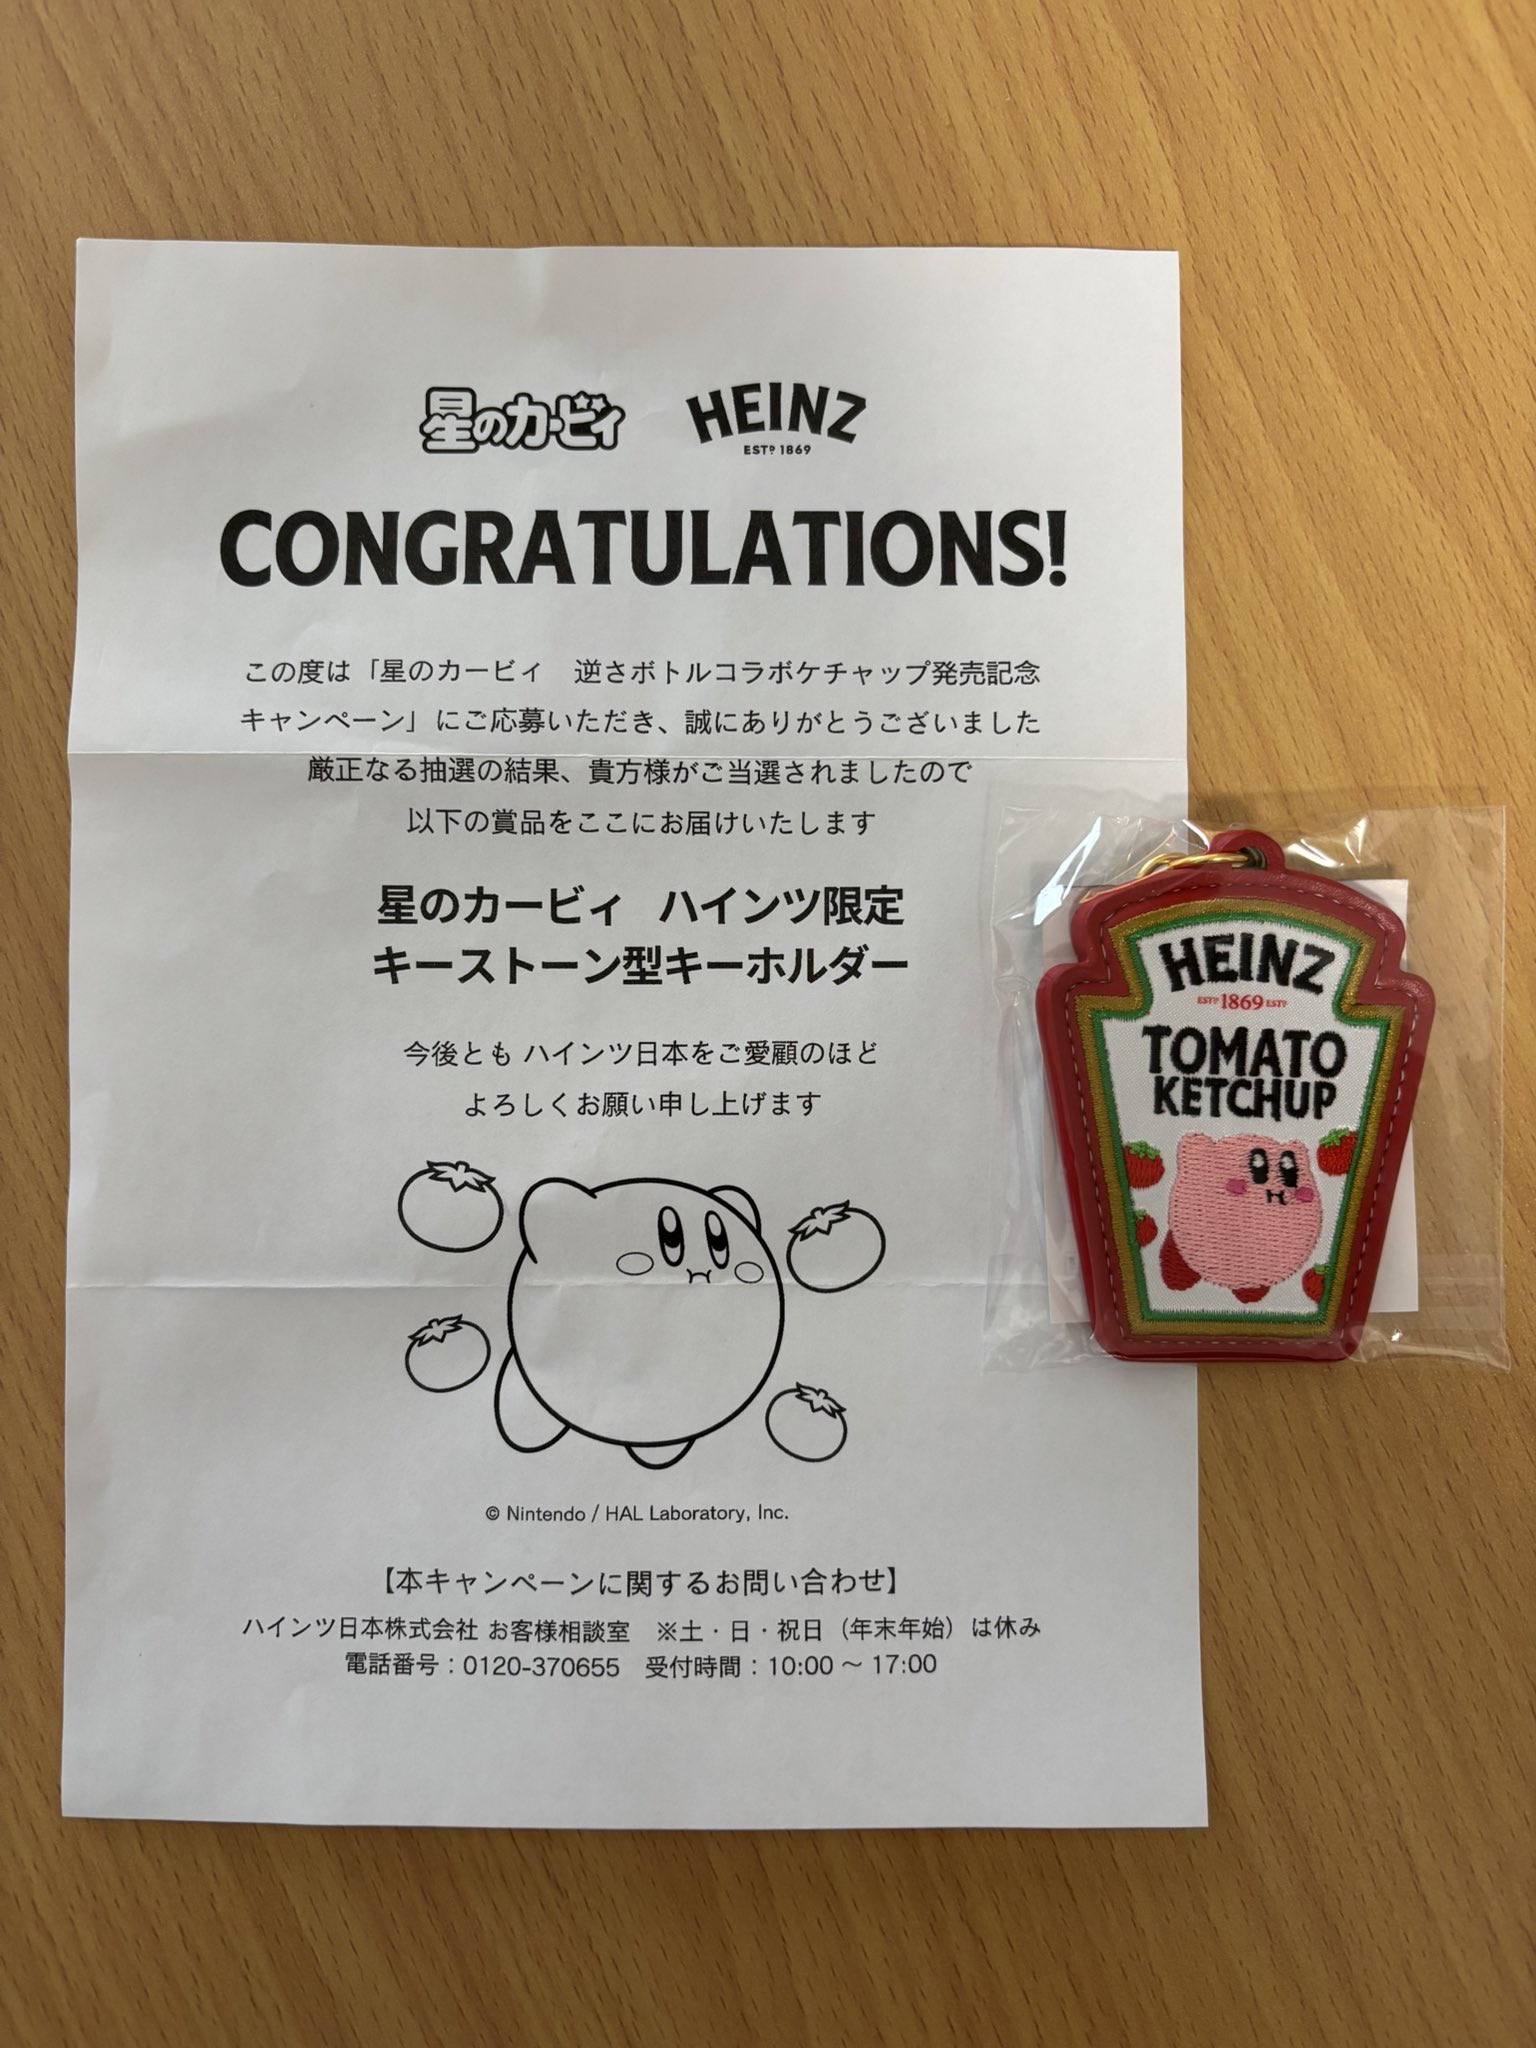 星のカービィ HEINZ
ESTD 1869
CONGRATULATIONS!
この度は「星のカービィ　逆さボトルコラボケチャップ発売記念
キャンペーン」にご応募いただき、誠にありがとうございました
厳正なる抽選の結果、貴方様がご当選されましたので
以下の賞品をここにお届けいたします
星のカービィ ハインツ限定
キーストーン型キーホルダー
今後とも ハインツ日本をご愛顧のほど
よろしくお願い申し上げます
© Nintendo / HAL Laboratory, Inc.
【本キャンペーンに関するお問い合わせ】
ハインツ日本株式会社 お客様相談室　※土・日・祝日（年末年始）は休み
電話番号：0120-370655　受付時間：10:00 ～ 17:00
HEINZ
ESTD 1869 ESTD
TOMATO
KETCHUP